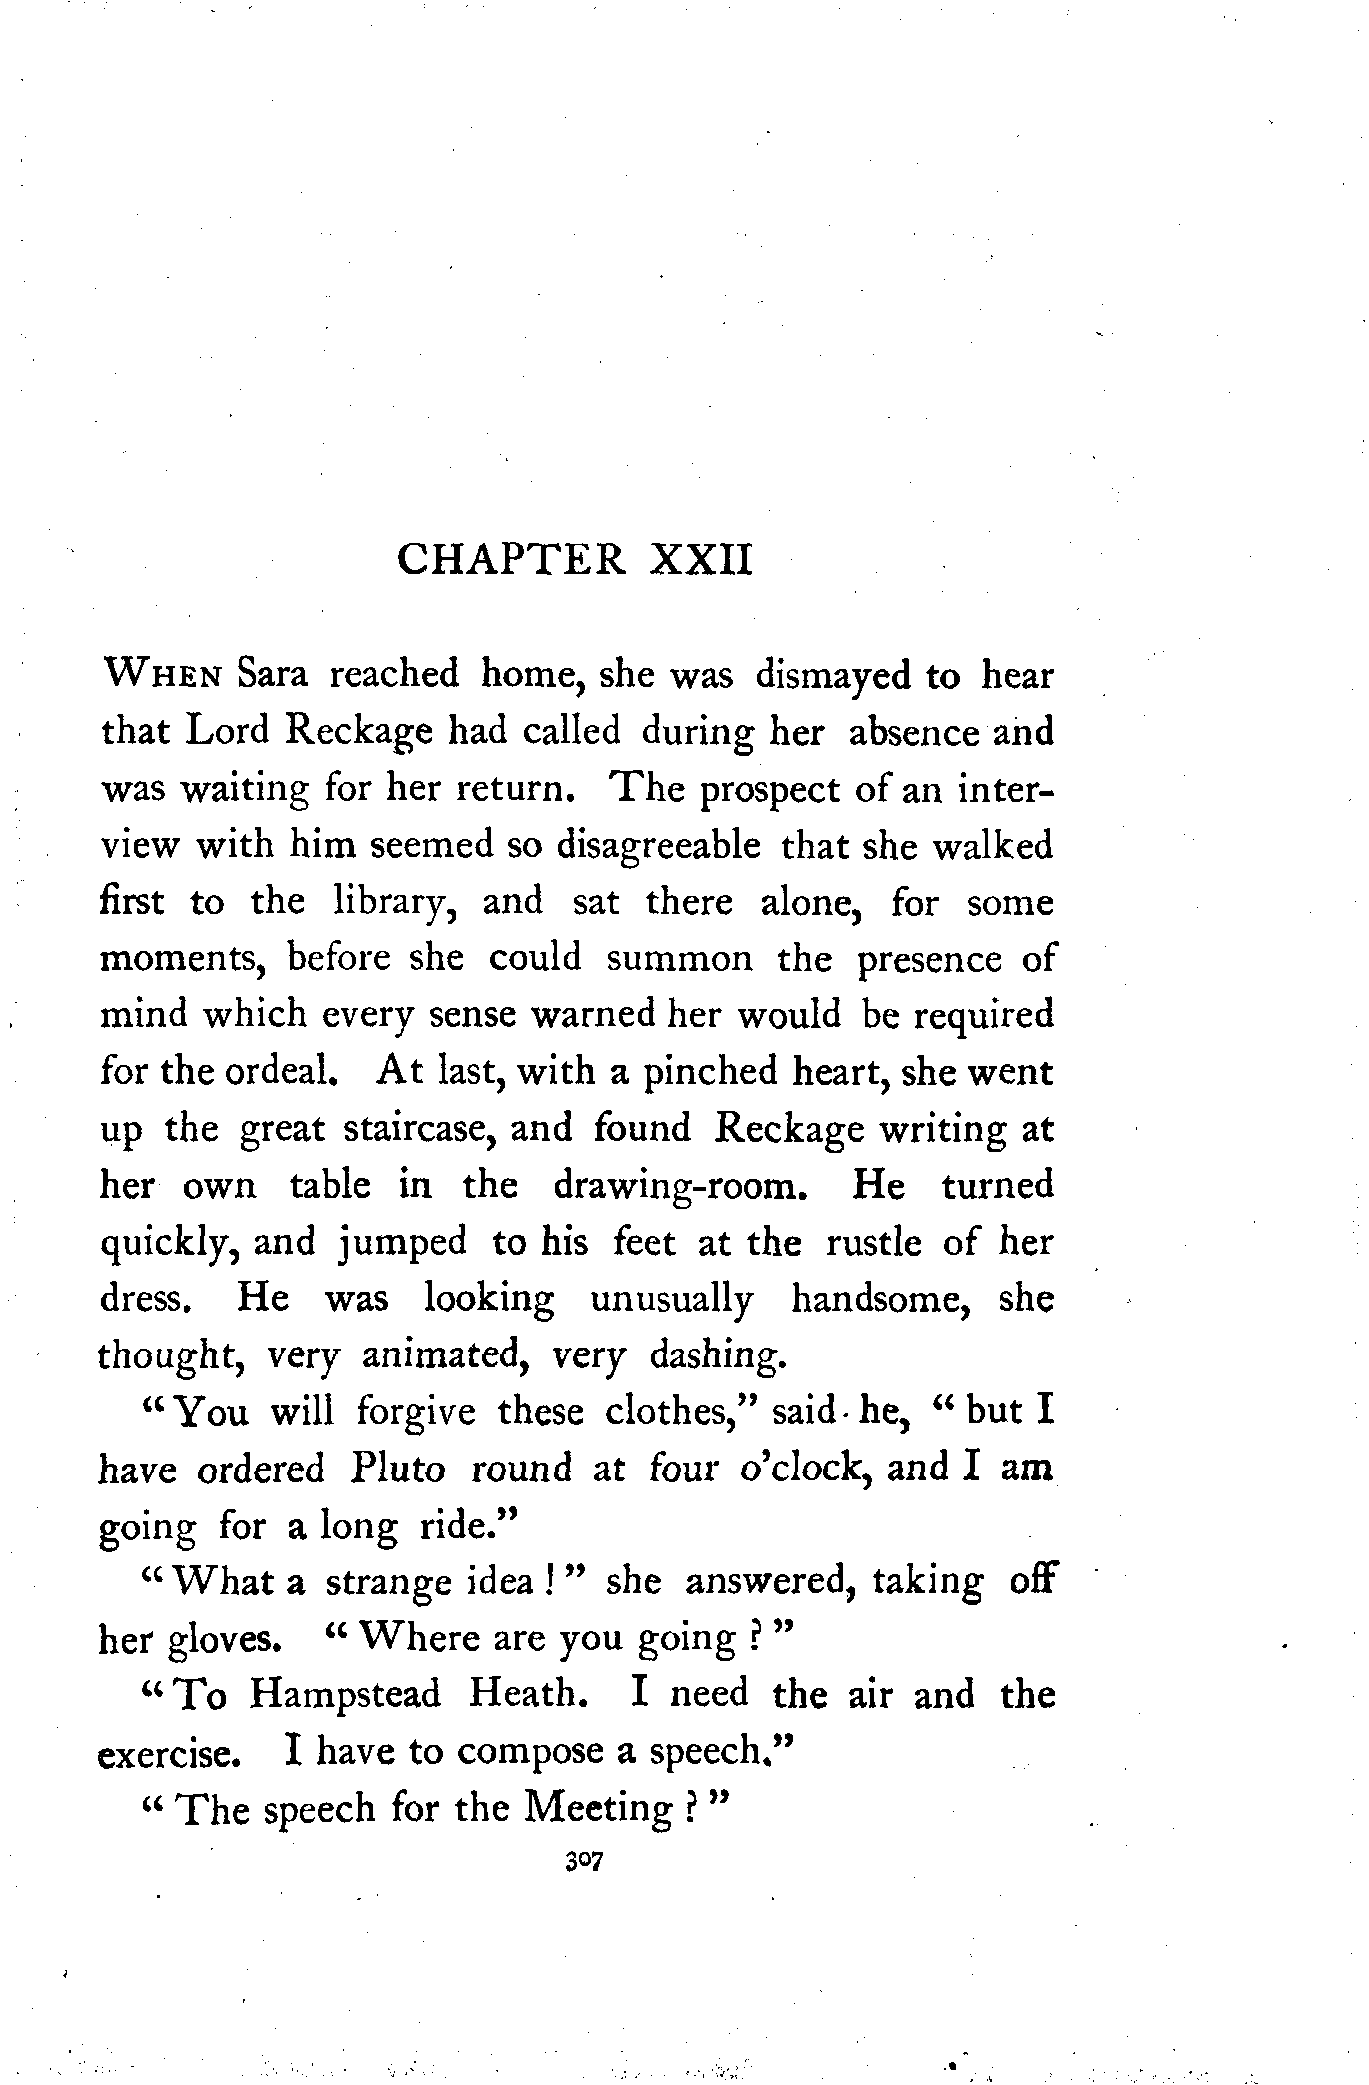 CHAPTER XXII
WHEN Sara reached home, she was dismayed to hear
that Lord Reckage had called during her absence and
was waiting for her return. The prospect of an inter-
view with him seemed so disagreeable that she walked
first to the library, and sat there alone, for some
moments, before she could summon the presence of
mind which every sense warned her would be required
for the ordeal. At last, with a pinched heart, she went
up the great staircase, and found Reckage writing at
her own table in the drawing-room. He turned
quickly, and jumped to his feet at the rustle of her
dress. He was looking unusually handsome, she
thought, very animated, very dashing.
“You will forgive these clothes,” said he, “but I
have ordered Pluto round at four o’clock, and I am
going for a long ride.”
“What a strange idea!” she answered, taking off
her gloves. “Where are you going?”
“To Hampstead Heath. I need the air and the
exercise. I have to compose a speech.”
“The speech for the Meeting?”
307